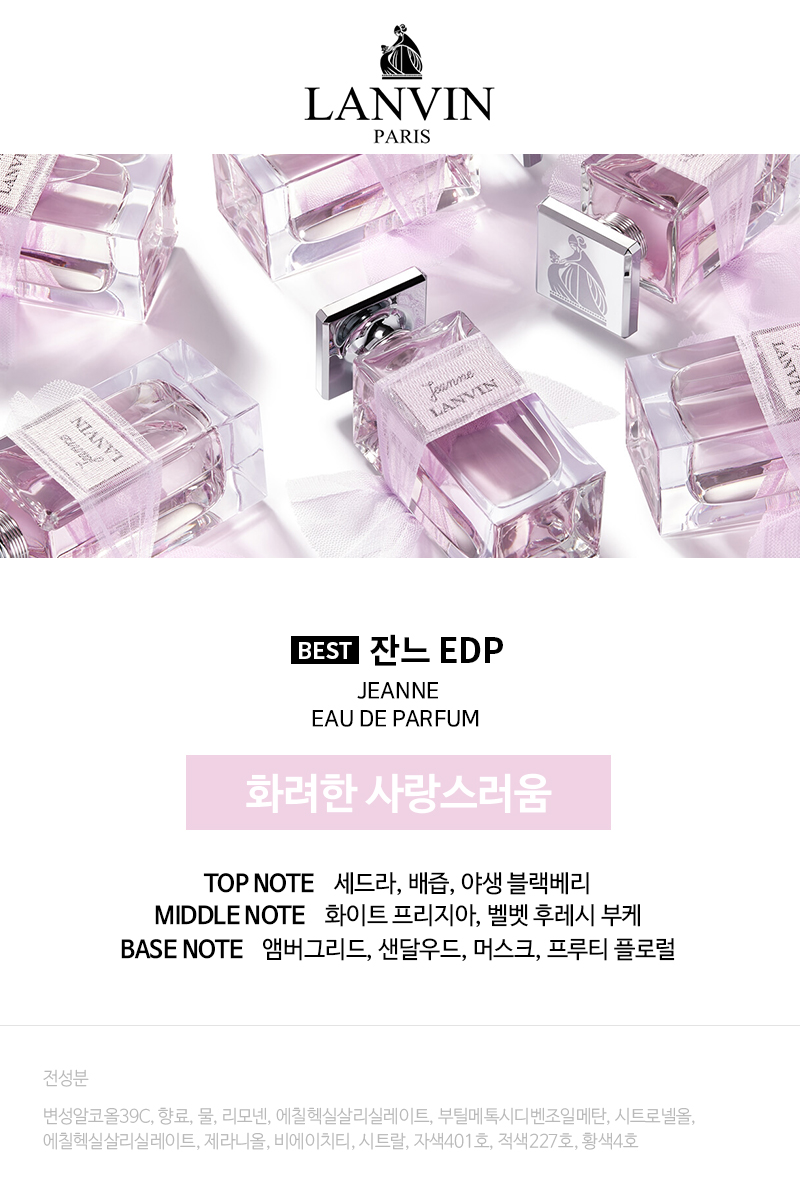 LANVIN
PARIS
LANVIN
Jeanne
LANVIN
Jeanne
LANVIN
LANVIN
BEST 잔느 EDP
JEANNE
EAU DE PARFUM
화려한 사랑스러움
TOP NOTE 세드라, 배즙, 야생 블랙베리
MIDDLE NOTE 화이트 프리지아, 벨벳 후레시 부케
BASE NOTE 앰버그리드, 샌달우드, 머스크, 프루티 플로럴
전성분
변성알코올39C, 향료, 물, 리모넨, 에칠헥실살리실레이트, 부틸메톡시디벤조일메탄, 시트로넬올,
에칠헥실살리실레이트, 제라니올, 비에이치티, 시트랄, 자색401호, 적색227호, 황색4호